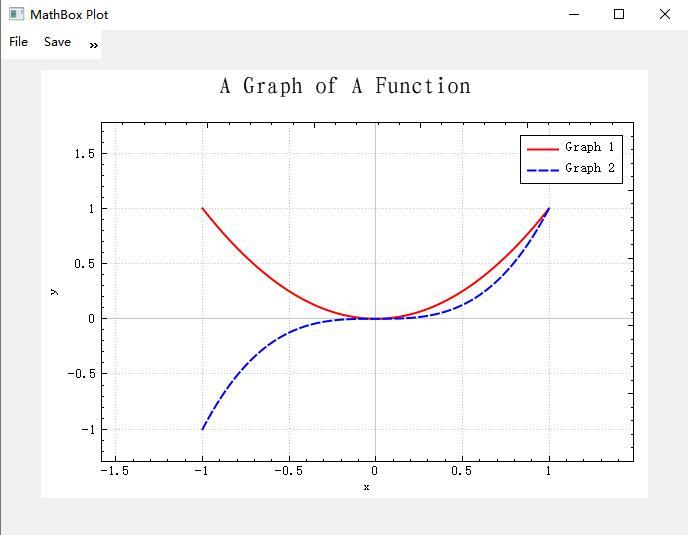 MathBox Plot
File Save »
A Graph of A Function
Graph 1
Graph 2
1.5
1
0.5
0
-0.5
-1
y
-1.5 -1 -0.5 0 0.5 1
x